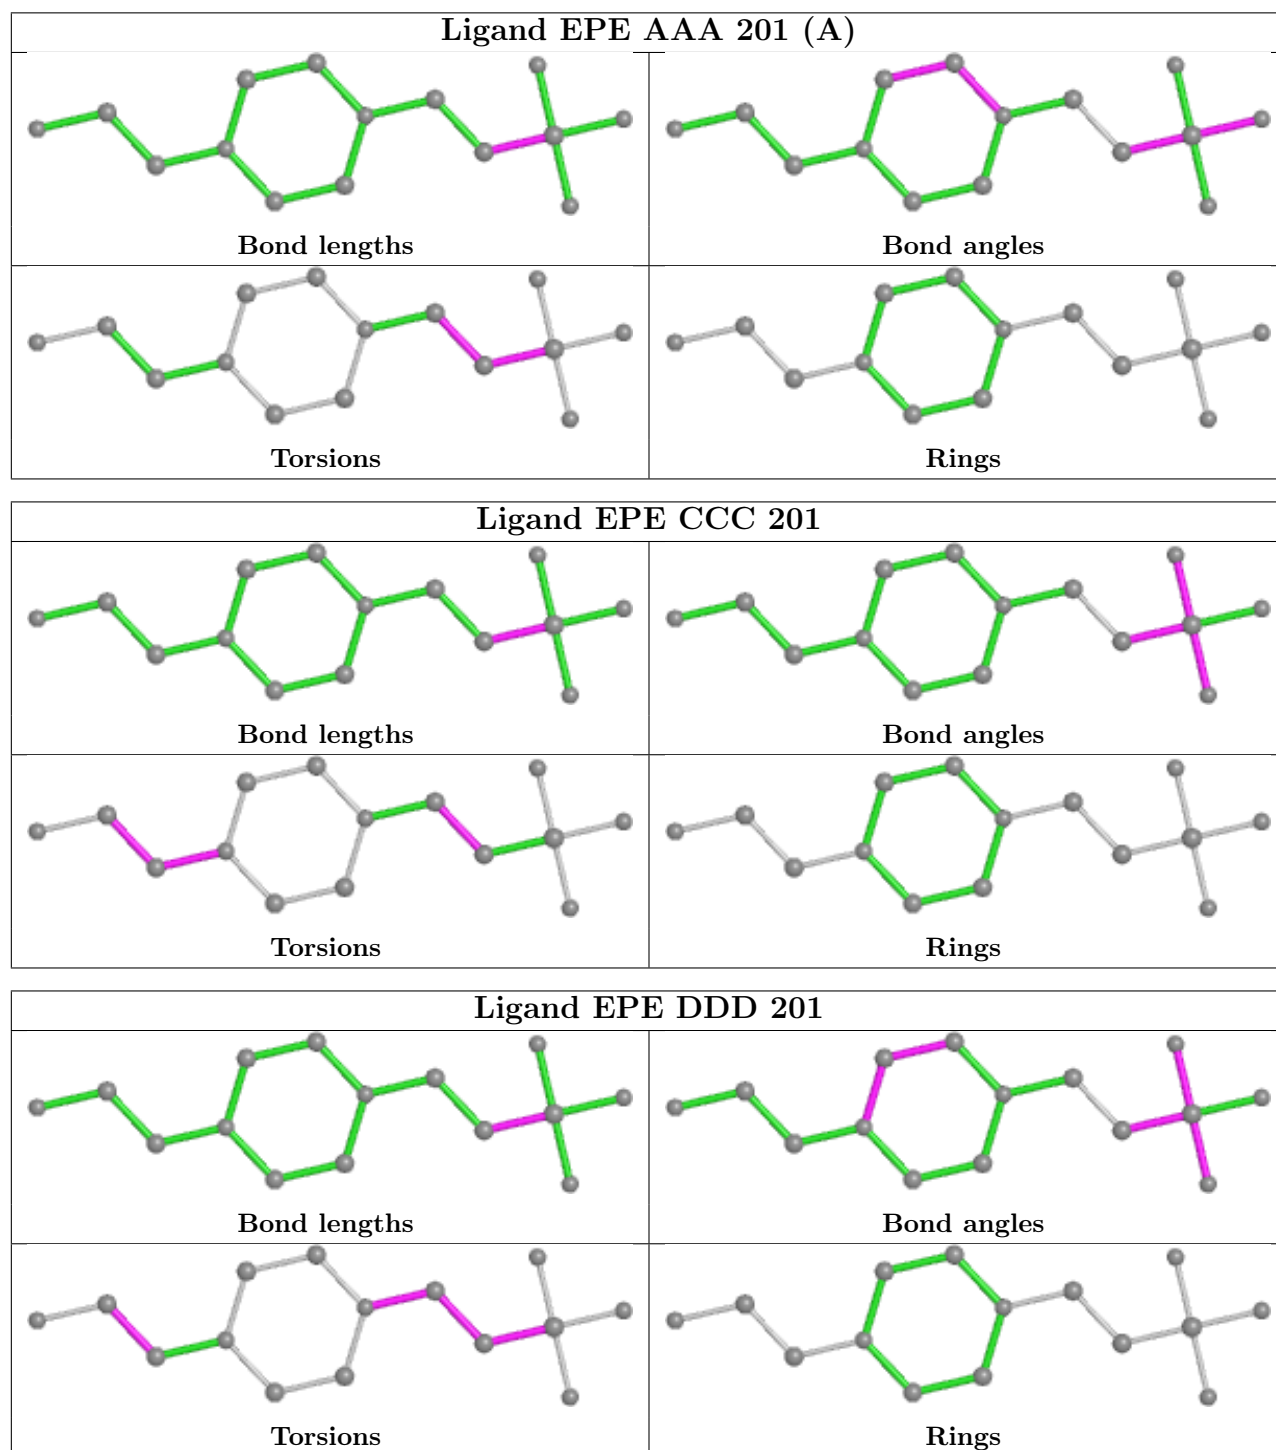 Ligand EPE AAA 201 (A)
Bond lengths
Bond angles
Torsions
Rings
Ligand EPE CCC 201
Bond lengths
Bond angles
Torsions
Rings
Ligand EPE DDD 201
Bond lengths
Bond angles
Torsions
Rings